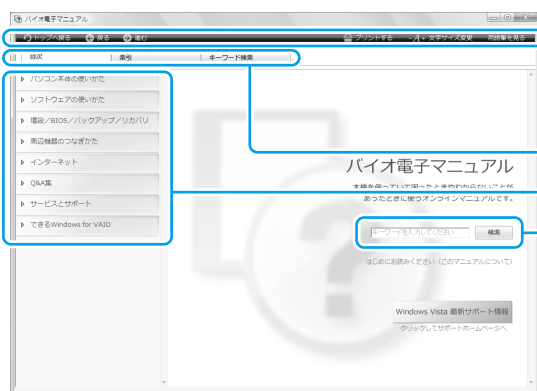 バイオ電子マニュアル
トップへ戻る 戻る 進む プリントする -A+ 文字サイズ変更 用語集を見る
目次 索引 キーワード検索
パソコン本体の使いかた
ソフトウェアの使いかた
増設/BIOS/バックアップ/リカバリ
周辺機器のつなぎかた
インターネット
Q&A集
サービスとサポート
できるWindows for VAIO
バイオ電子マニュアル
本機を使っていて困ったときやわからないことが
あったときに使うオンラインマニュアルです。
キーワードを入力してください 検索
はじめにお読みください(このマニュアルについて)
Windows Vista 最新サポート情報
クリックしてサポートホームページへ